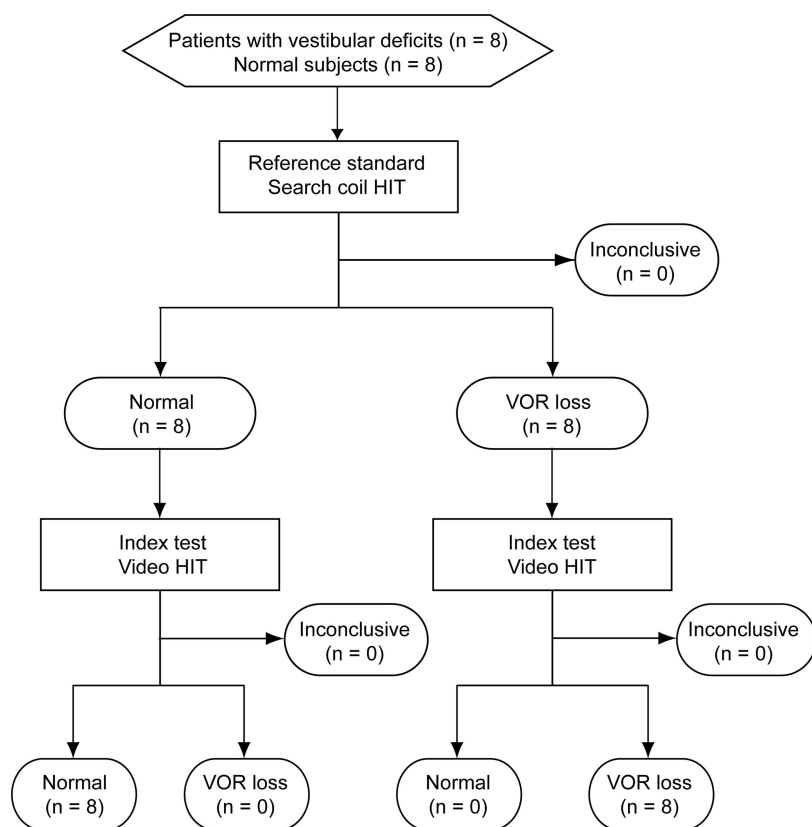 Patients with vestibular deficits (n = 8)
Normal subjects (n = 8)
Reference standard
Search coil HIT
Inconclusive
(n = 0)
Normal
(n = 8)
VOR loss
(n = 8)
Index test
Video HIT
Index test
Video HIT
Inconclusive
(n = 0)
Inconclusive
(n = 0)
Normal
(n = 8)
VOR loss
(n = 0)
Normal
(n = 0)
VOR loss
(n = 8)